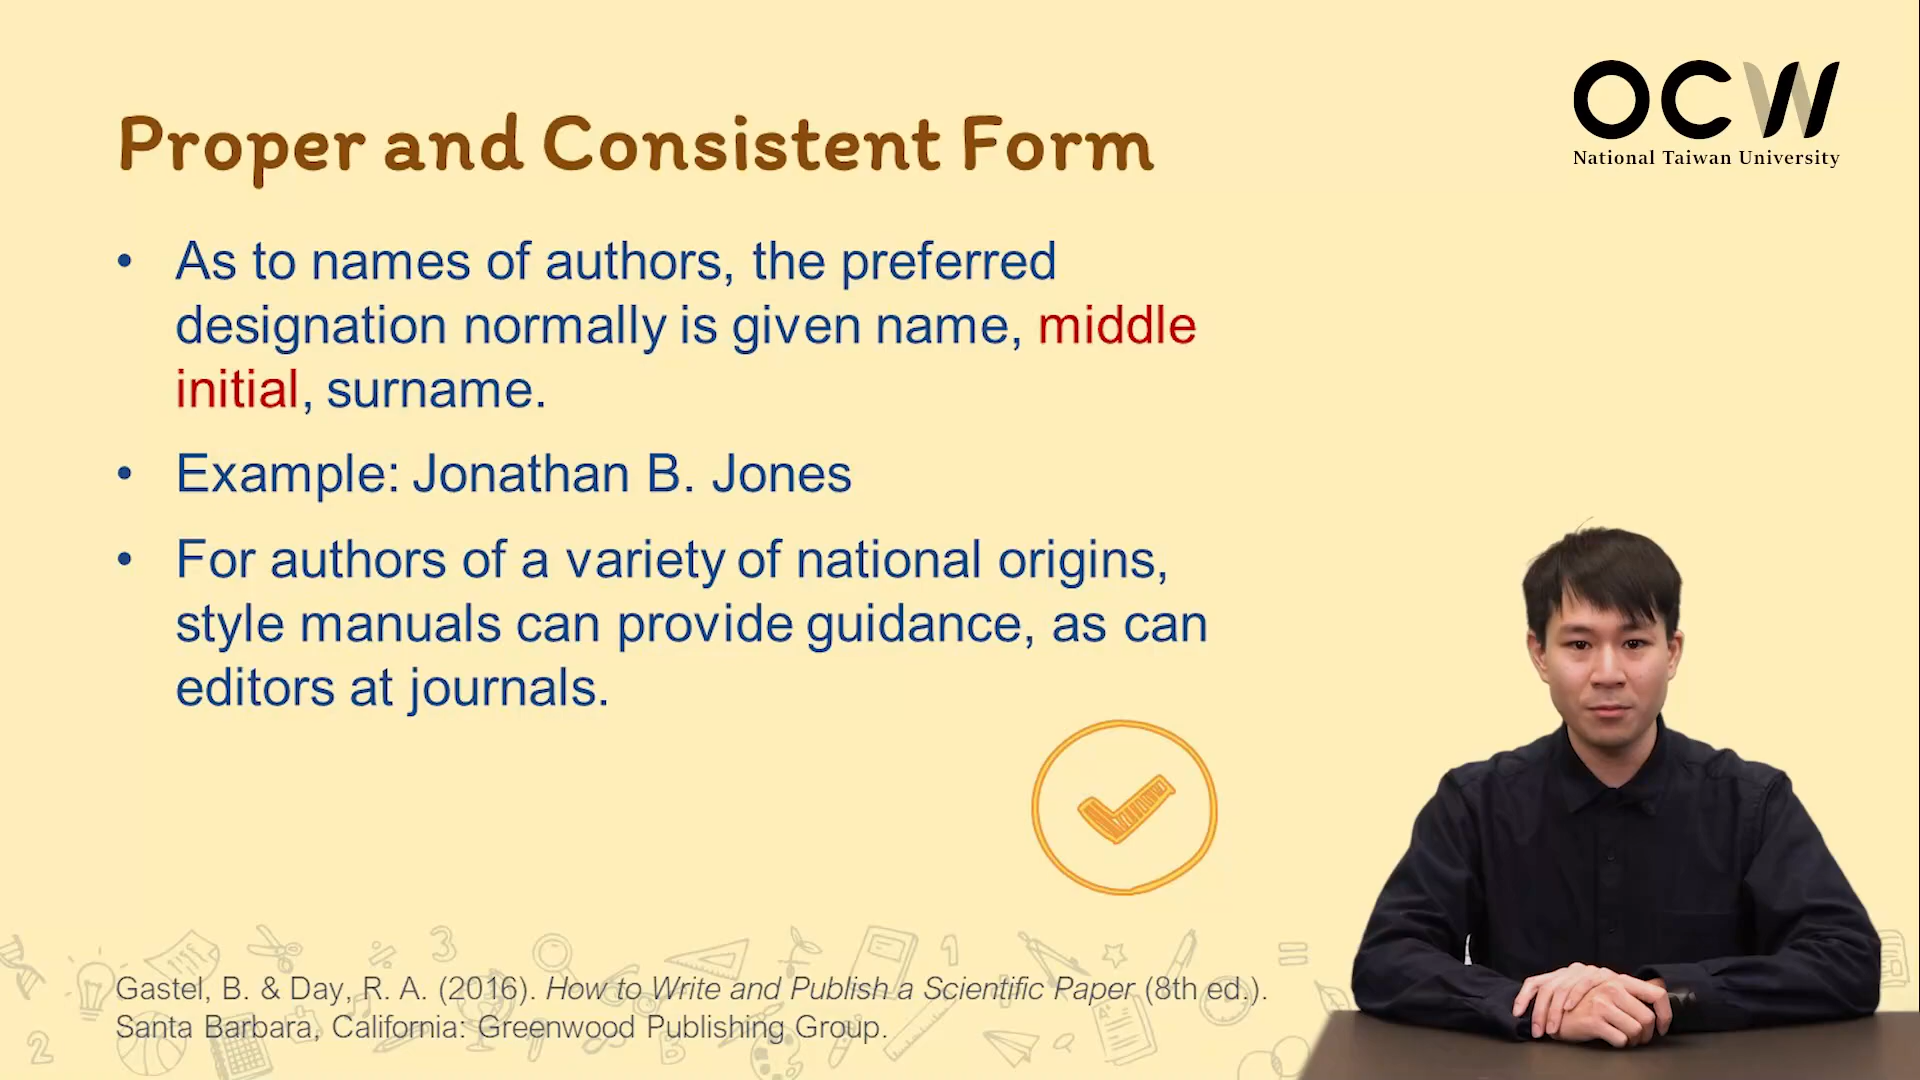 OCW
National Taiwan University
Proper and Consistent Form
• As to names of authors, the preferred
designation normally is given name, middle
initial, surname.
• Example: Jonathan B. Jones
• For authors of a variety of national origins,
style manuals can provide guidance, as can
editors at journals.
Gastel, B. & Day, R. A. (2016). How to Write and Publish a Scientific Paper (8th ed.).
Santa Barbara, California: Greenwood Publishing Group.